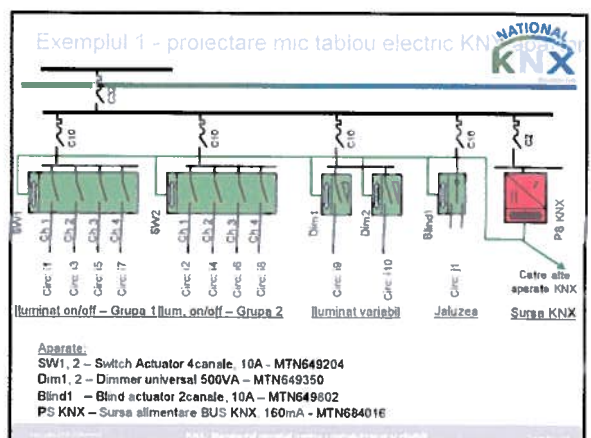 Exemplul 1 - proiectare mic tablou electric KNX apartor
NATIONAL
KNX
C10
C10
C10
C10
C2
SW1
SW2
Dim1
Dim2
Blind1
PS KNX
Ch 1
Ch 2
Ch 3
Ch 4
Ch 1
Ch 2
Ch 3
Ch 4
Circ. i1
Circ. i3
Circ. i5
Circ. i7
Circ. i2
Circ. i4
Circ. i6
Circ. i8
Circ. i9
Circ. i10
Circ. j1
Catre alte
aparate KNX
Iluminat on/off – Grupa 1
Ilum. on/off – Grupa 2
Iluminat variabil
Jaluzea
Sursa KNX
Aparate:
SW1, 2 – Switch Actuator 4canale, 10A - MTN649204
Dim1, 2 – Dimmer universal 500VA – MTN649350
Blind1 – Blind actuator 2canale, 10A – MTN649802
PS KNX – Sursa alimentare BUS KNX, 160mA - MTN684016